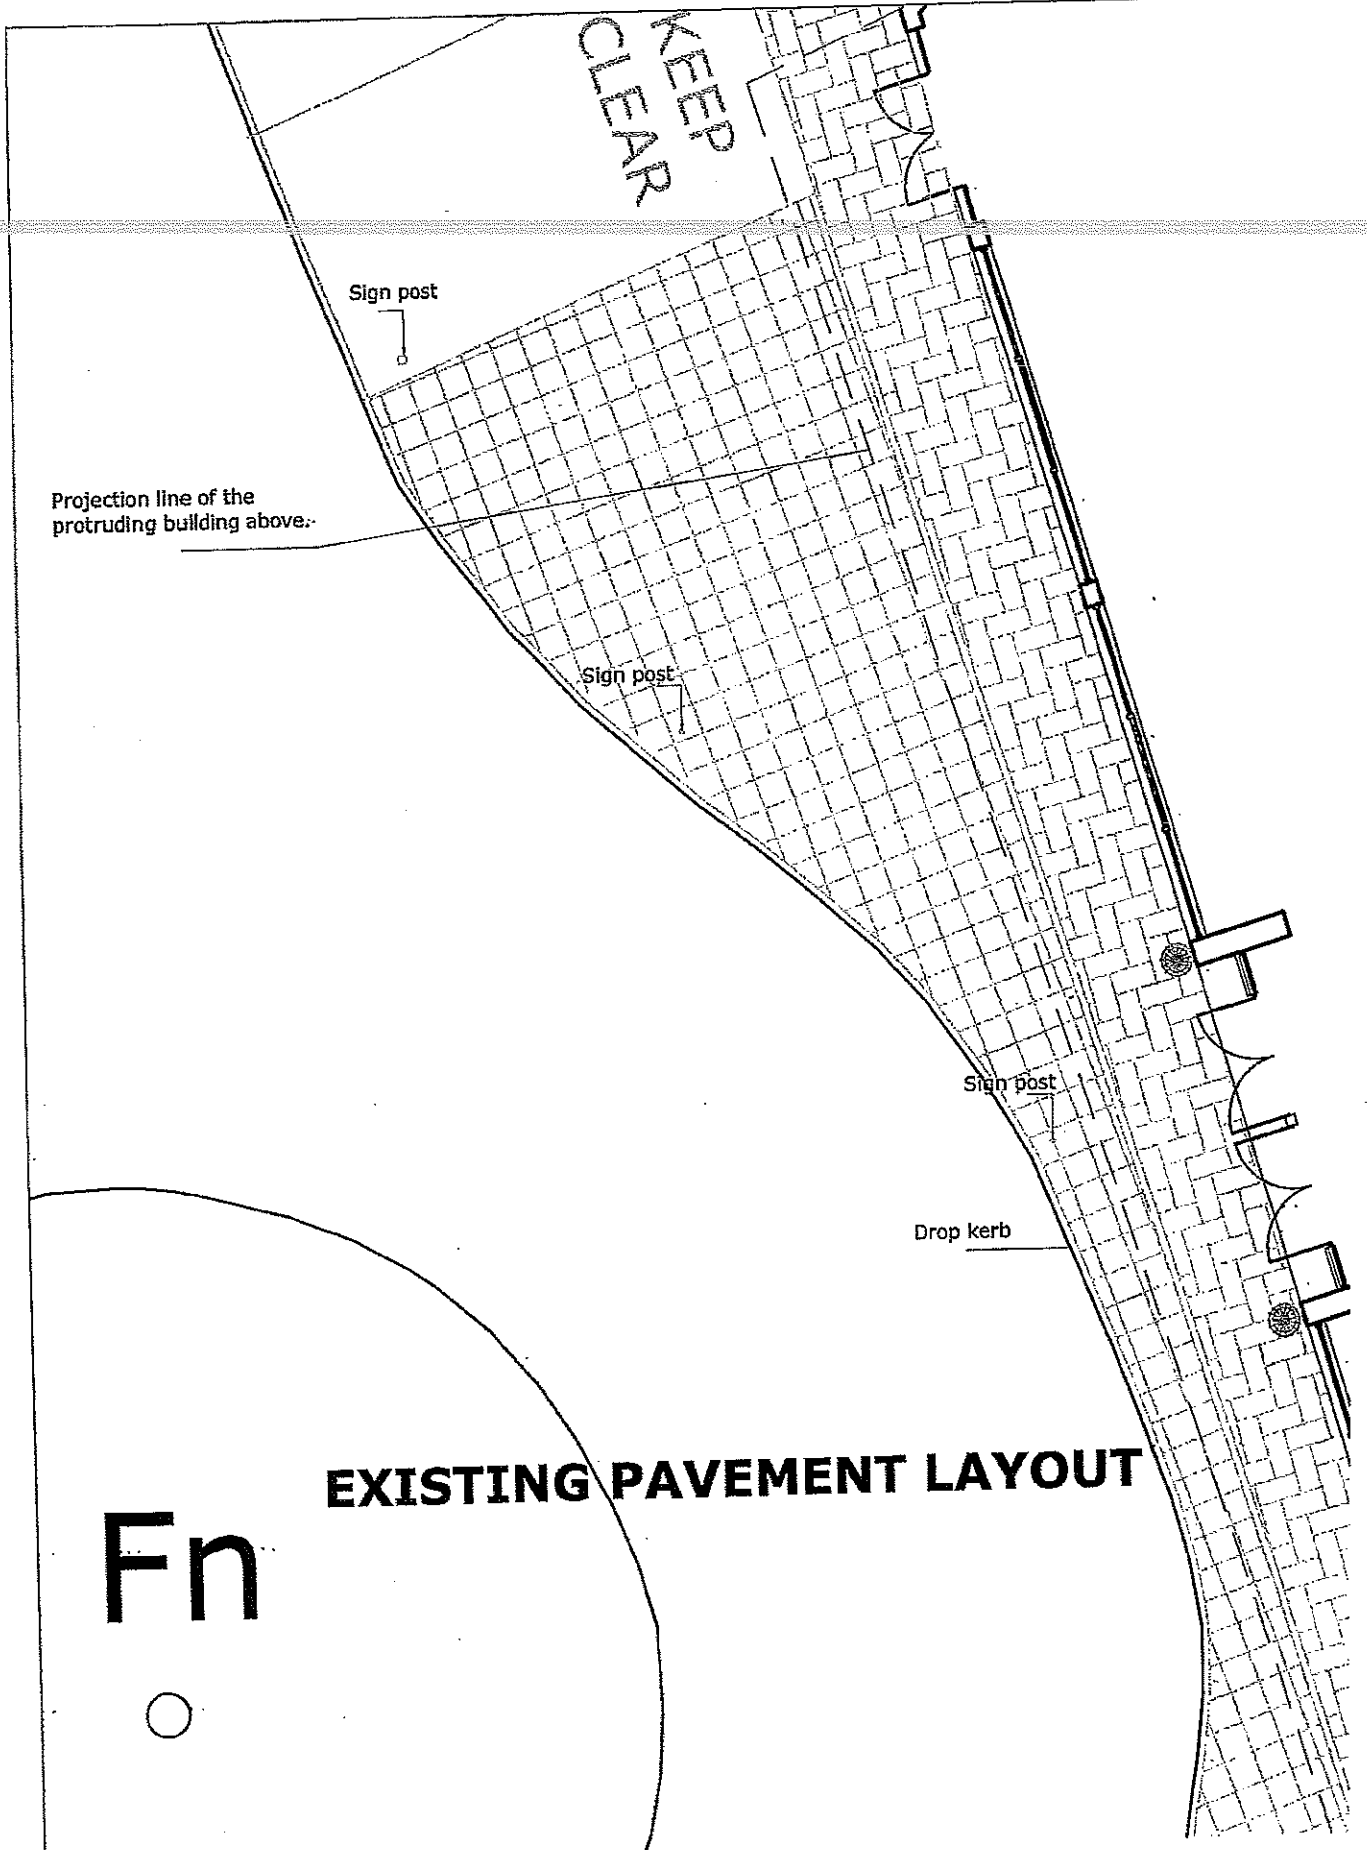 KEEP
CLEAR
Sign post
Projection line of the
protruding building above.
Sign post
Sign post
Drop kerb
EXISTING PAVEMENT LAYOUT
Fn